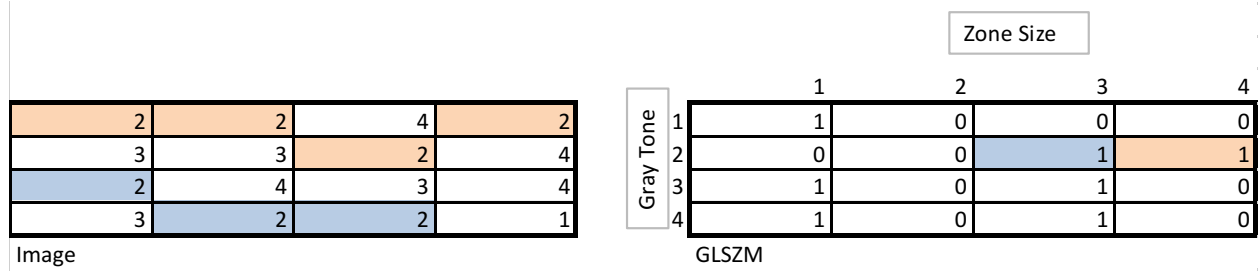 Zone Size
1 2 3 4
2 2 4 2
Gray Tone
1 1 0 0 0
3 3 2 4
2 0 0 1 1
2 4 3 4
3 1 0 1 0
3 2 2 1
4 1 0 1 0
Image
GLSZM